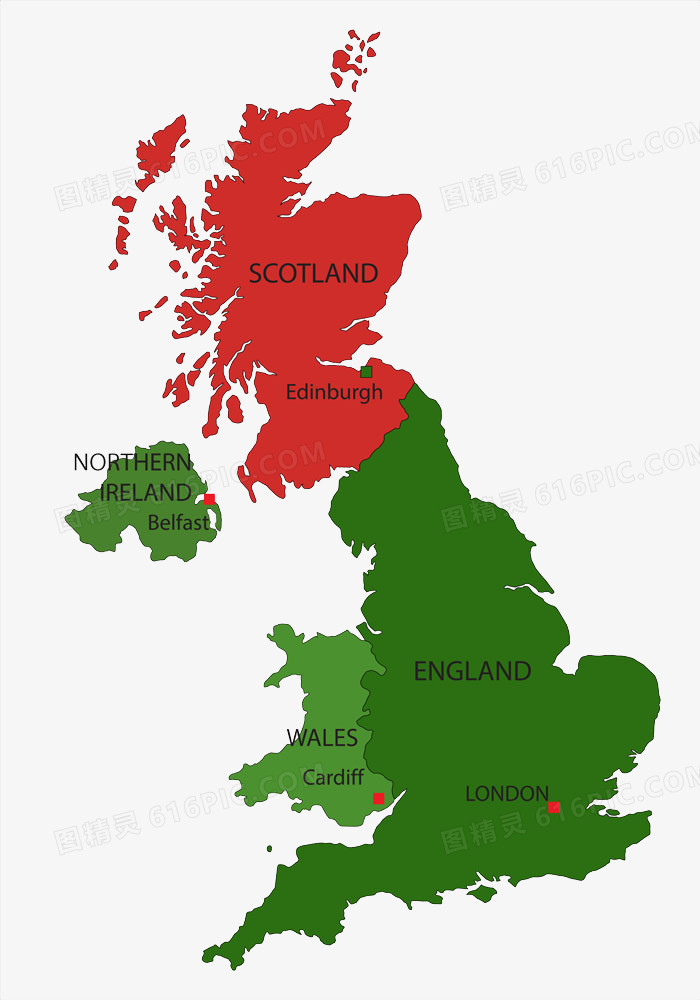 SCOTLAND
Edinburgh
NORTHERN
IRELAND
Belfast
ENGLAND
WALES
Cardiff
LONDON
图精灵 616PIC.COM
图精灵 616PIC.COM
图精灵 616PIC.COM
图精灵 616PIC.COM
图精灵 616PIC.COM
图精灵 616PIC.COM